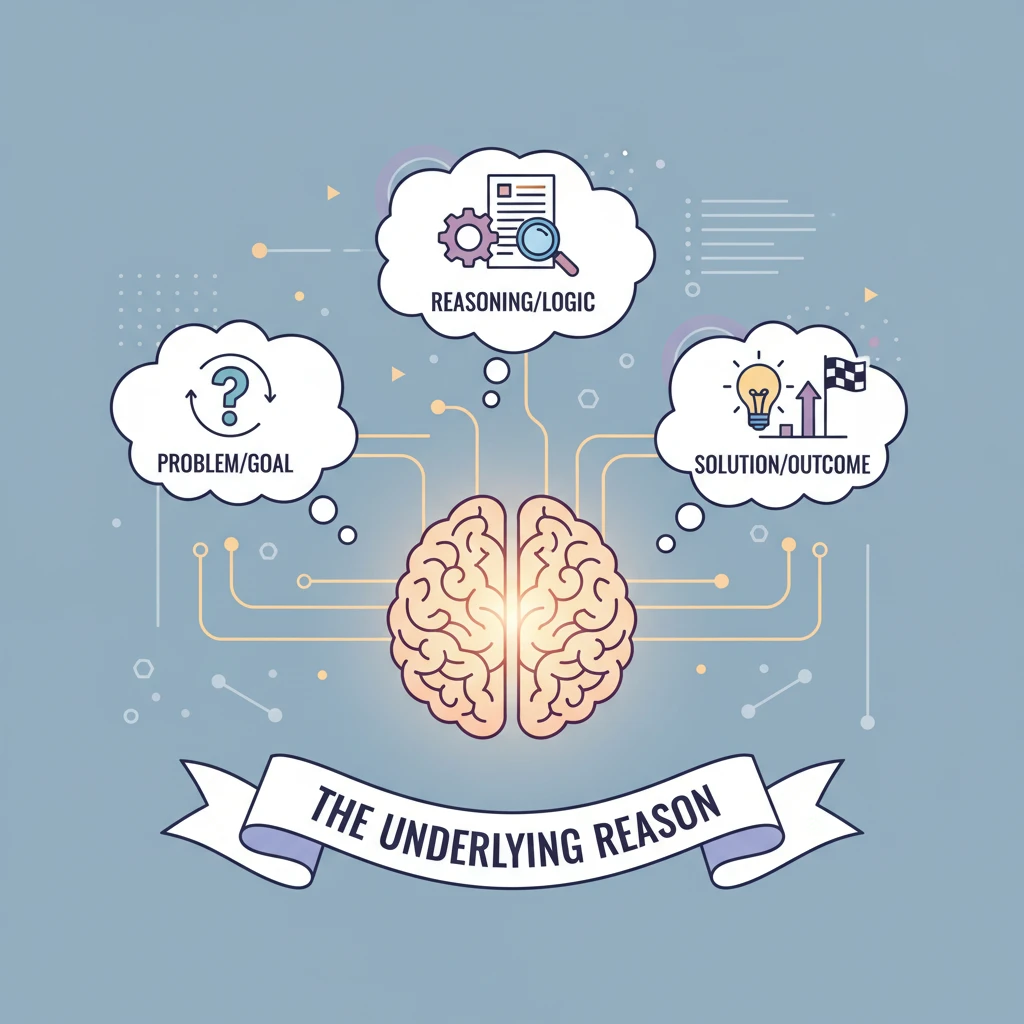 REASONING/LOGIC
?
PROBLEM/GOAL
SOLUTION/OUTCOME
THE UNDERLYING REASON